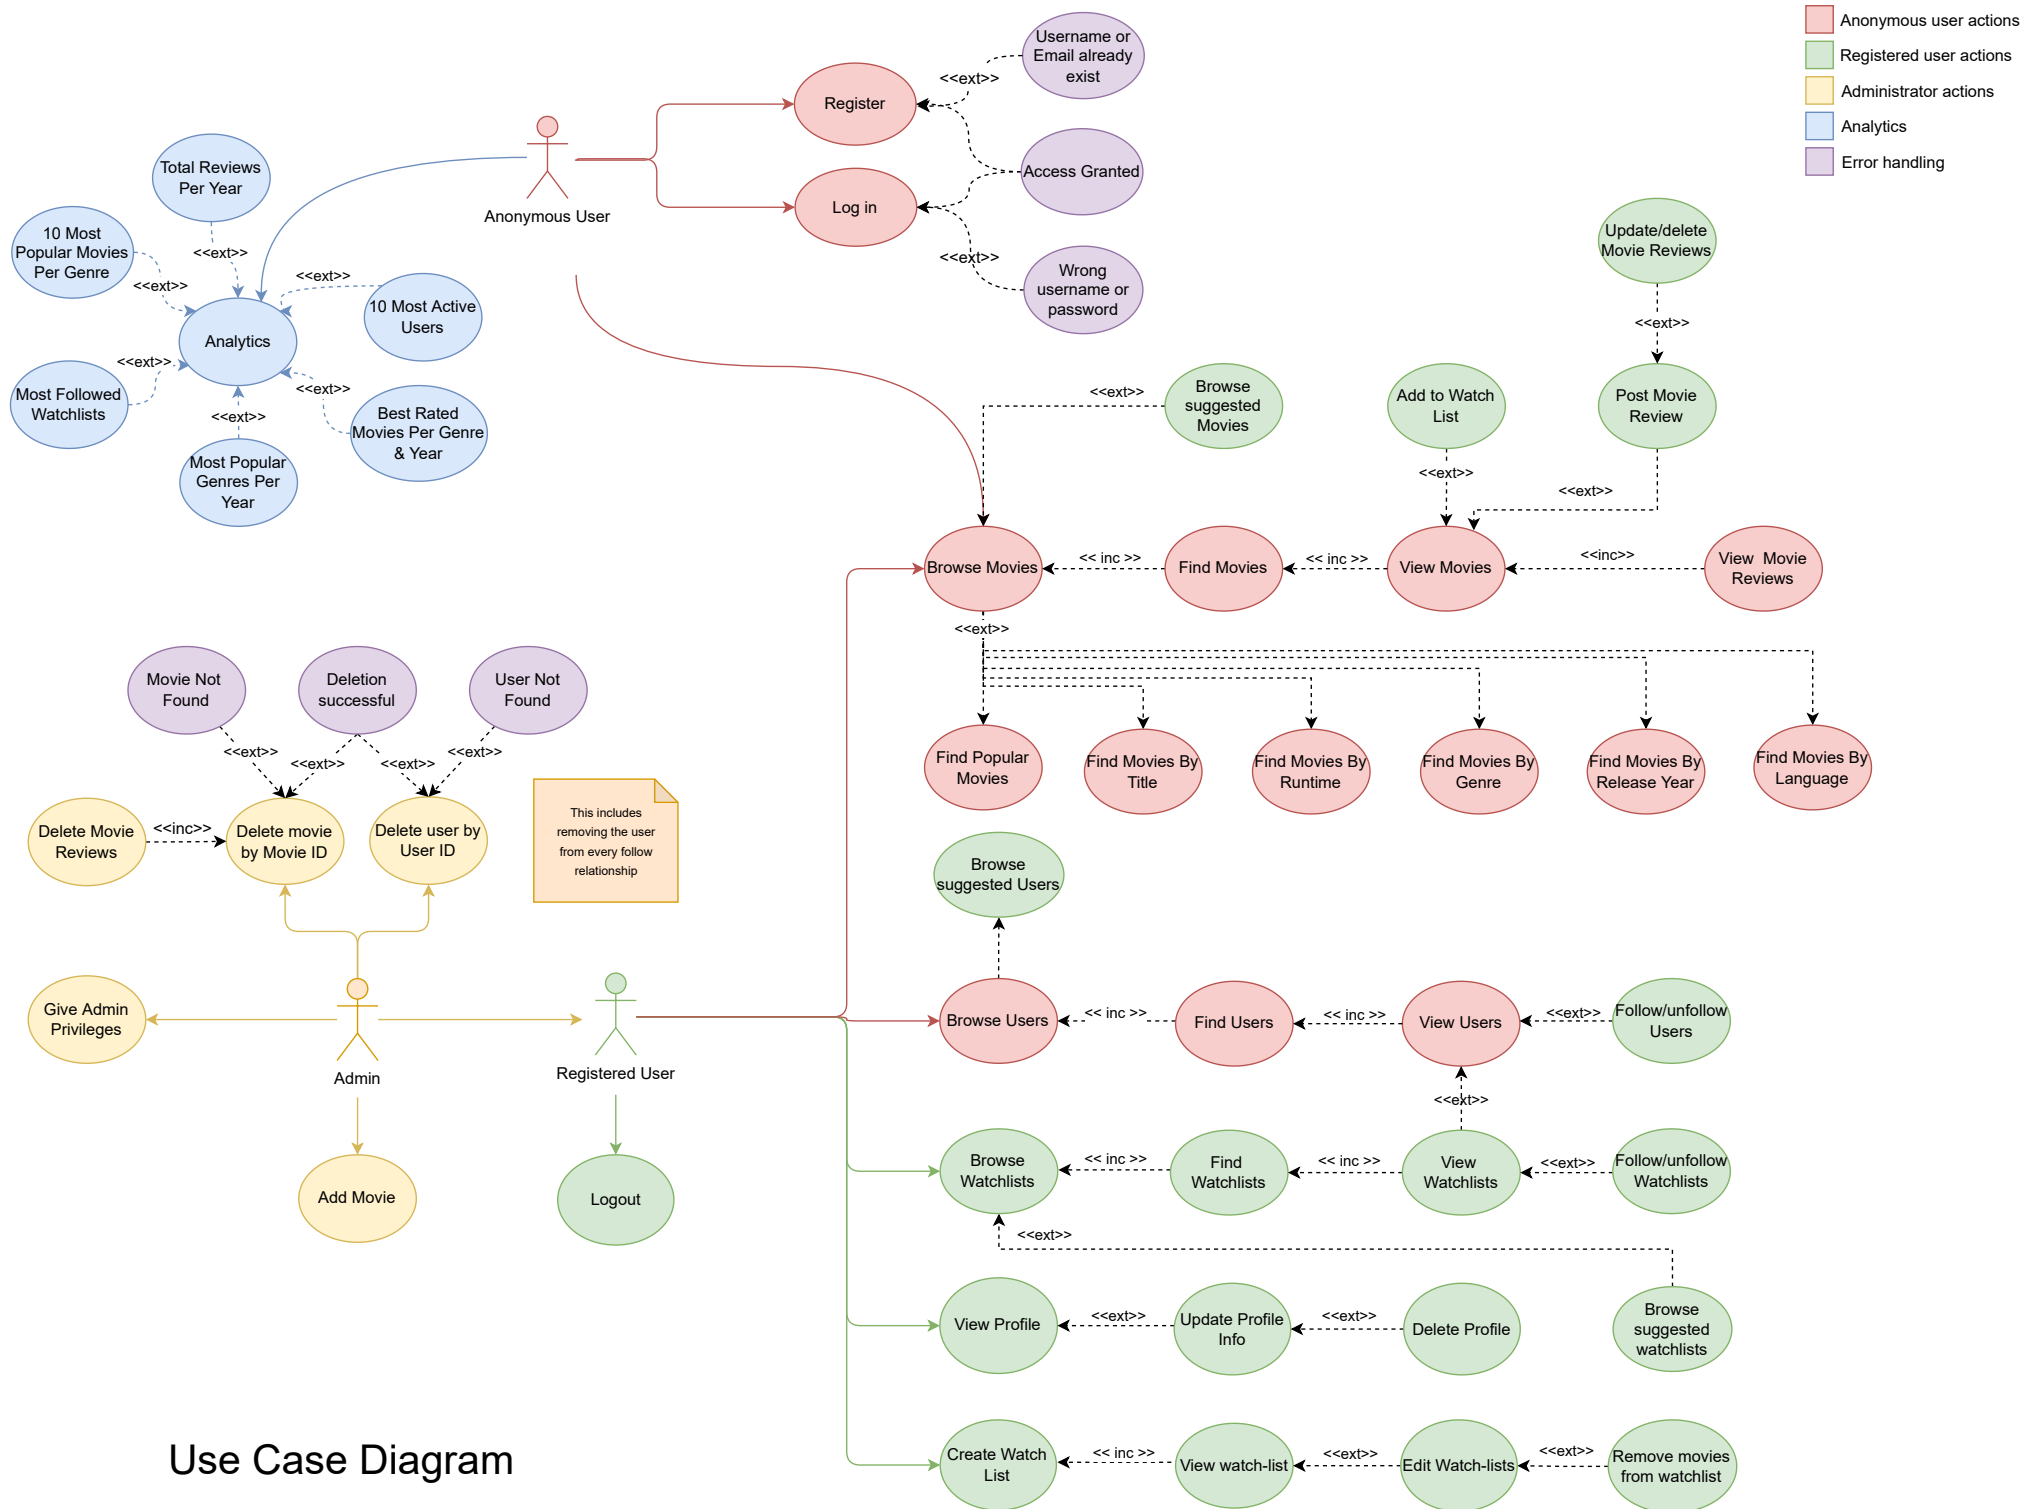 Anonymous user actions
Registered user actions
Administrator actions
Analytics
Error handling
Username or
Email already
exist
<<ext>>
Register
Access Granted
Log in
<<ext>>
Wrong
username or
password
Anonymous User
Total Reviews
Per Year
<<ext>>
10 Most
Popular Movies
Per Genre
<<ext>>
<<ext>>
10 Most Active
Users
Analytics
<<ext>>
Most Followed
Watchlists
<<ext>>
Most Popular
Genres Per
Year
<<ext>>
Best Rated
Movies Per Genre
& Year
Update/delete
Movie Reviews
<<ext>>
<<ext>>
Browse
suggested
Movies
Add to Watch
List
<<ext>>
Post Movie
Review
<<ext>>
Browse Movies
<< inc >>
Find Movies
<< inc >>
View Movies
<<inc>>
View  Movie
Reviews
<<ext>>
Find Popular
Movies
Find Movies By
Title
Find Movies By
Runtime
Find Movies By
Genre
Find Movies By
Release Year
Find Movies By
Language
Movie Not
Found
Deletion
successful
User Not
Found
<<ext>>
<<ext>>
<<ext>>
<<ext>>
Delete Movie
Reviews
<<inc>>
Delete movie
by Movie ID
Delete user by
User ID
This includes
removing the user
from every follow
relationship
Give Admin
Privileges
Admin
Registered User
Add Movie
Logout
Browse
suggested Users
Browse Users
<< inc >>
Find Users
<< inc >>
View Users
<<ext>>
Follow/unfollow
Users
<<ext>>
Browse
Watchlists
<< inc >>
Find
Watchlists
<< inc >>
View
Watchlists
<<ext>>
Follow/unfollow
Watchlists
<<ext>>
View Profile
<<ext>>
Update Profile
Info
<<ext>>
Delete Profile
Browse
suggested
watchlists
Create Watch
List
<< inc >>
View watch-list
<<ext>>
Edit Watch-lists
<<ext>>
Remove movies
from watchlist
Use Case Diagram